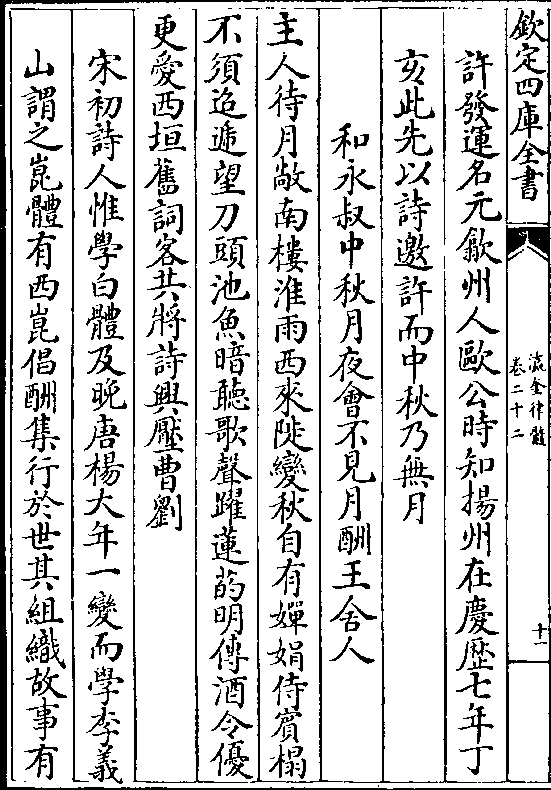 欽定四庫全書
瀛奎律髓
卷二十二
十一
許發運名元歙州人歐公時知揚州在慶歴七年丁
亥此先以詩邀許而中秋乃無月
和永叔中秋月夜會不見月酬王舍人
主人待月敞南樓淮雨西來陡變秋自有嬋娟侍賓榻
不須迢遞望刀頭池魚暗聽歌聲躍蓮菂明傳酒令優
更愛西垣舊詞客共將詩興壓曹劉
宋初詩人惟學白體及晚唐楊大年一變而學李義
山謂之崑體有西崑倡酬集行於世其組織故事有